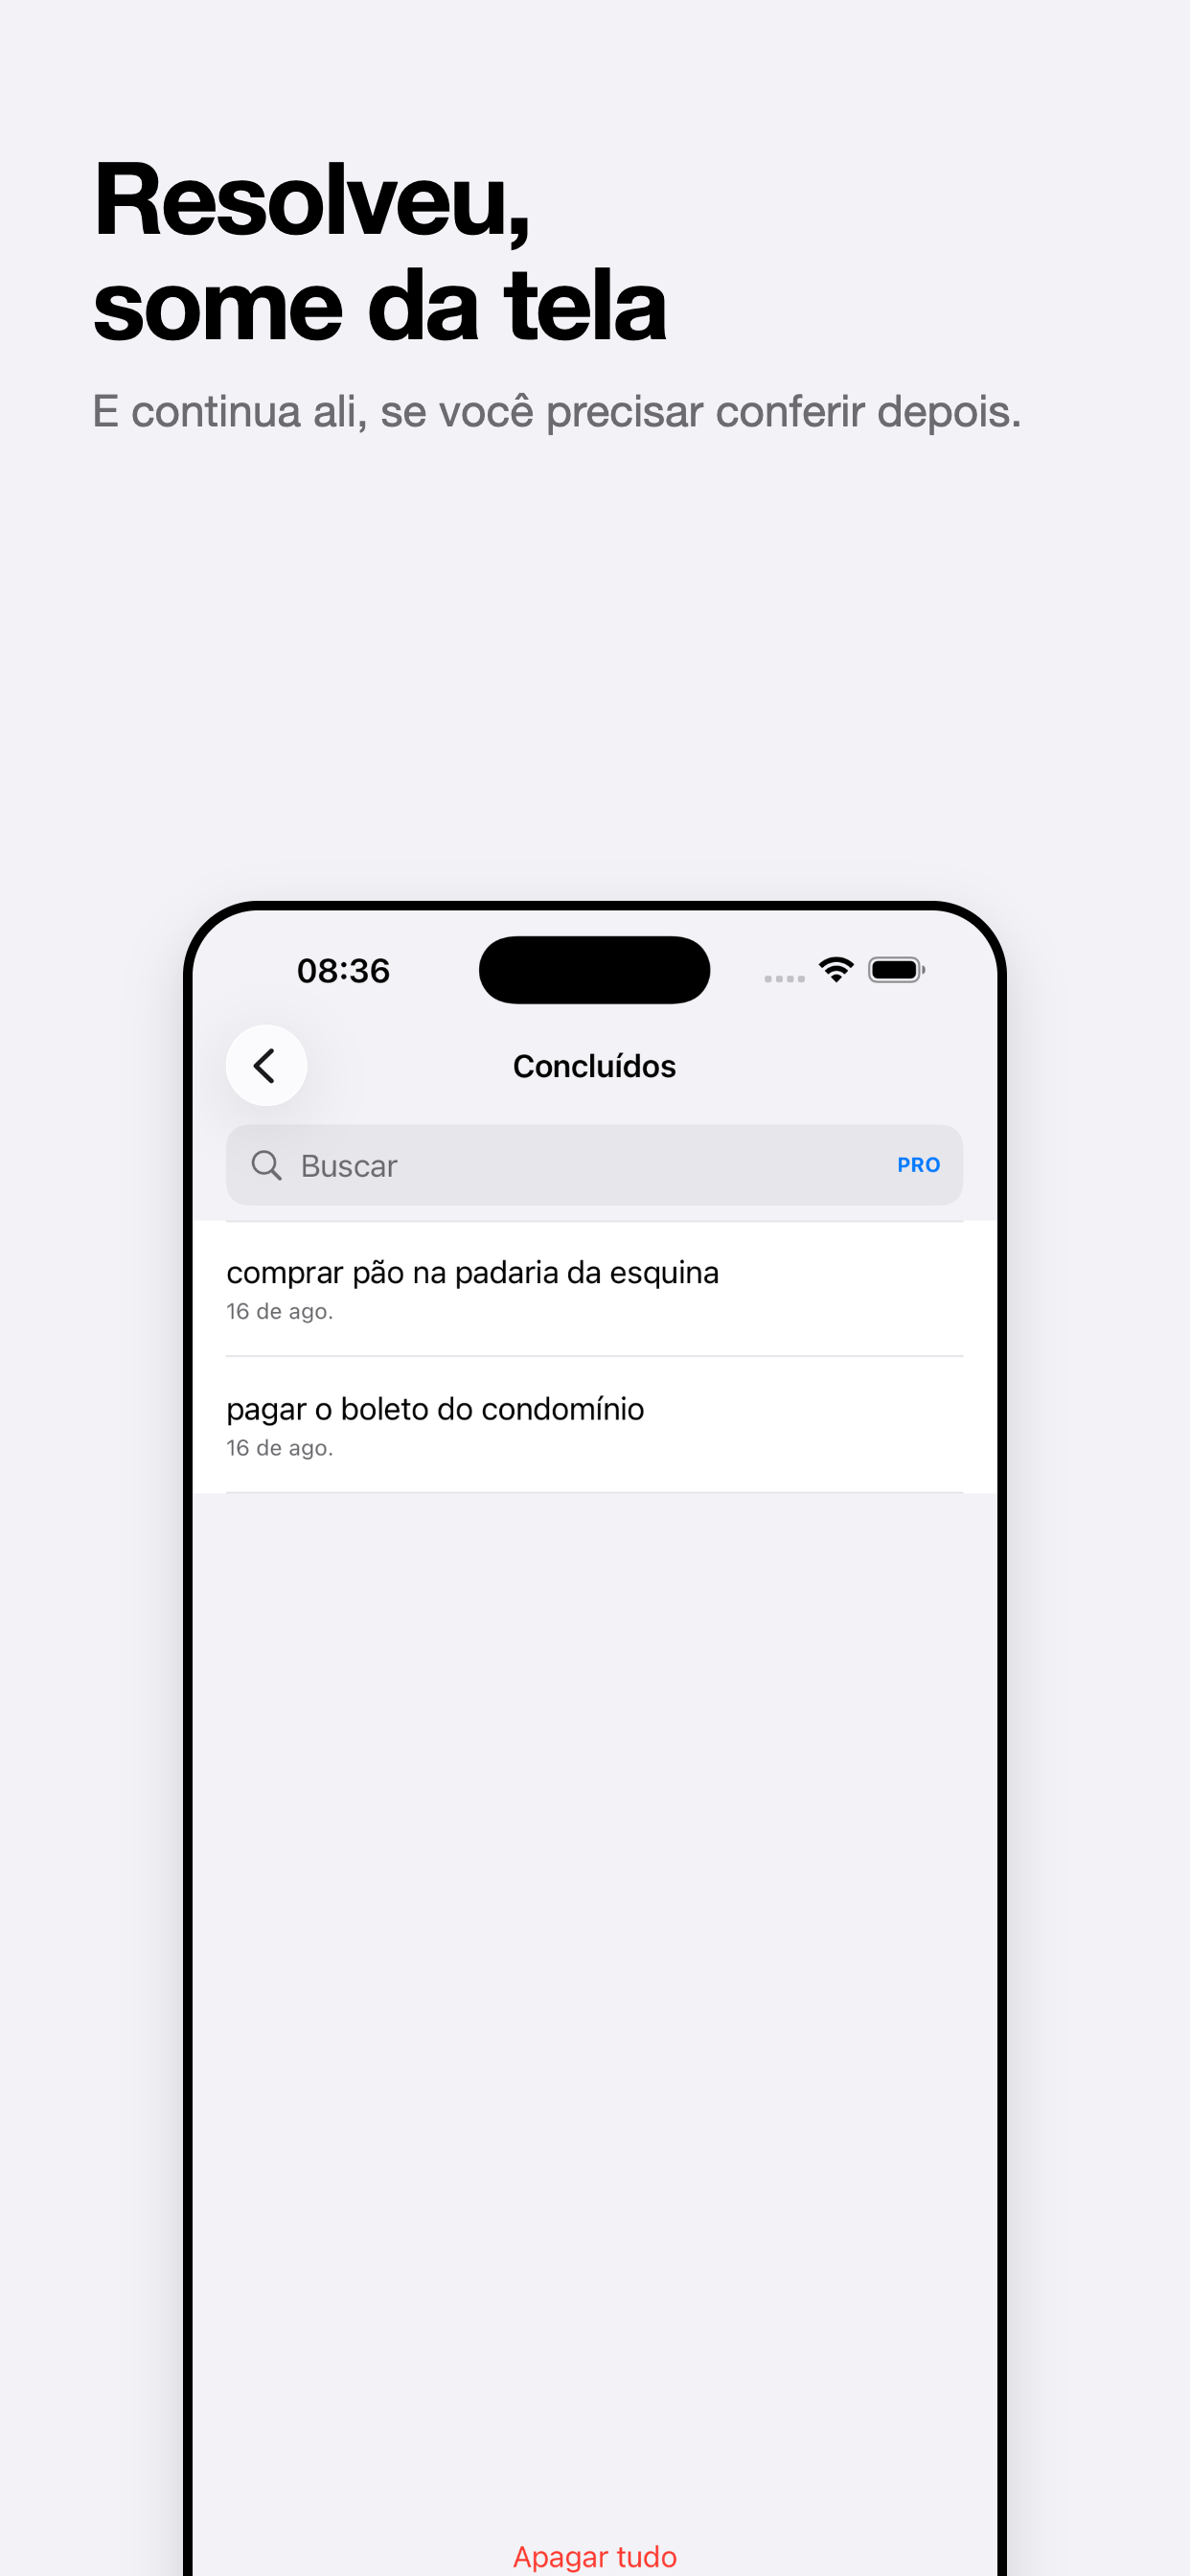 Resolveu,
some da tela
E continua ali, se você precisar conferir depois.
08:36
Concluídos
Buscar PRO
comprar pão na padaria da esquina
16 de ago.
pagar o boleto do condomínio
16 de ago.
Apagar tudo